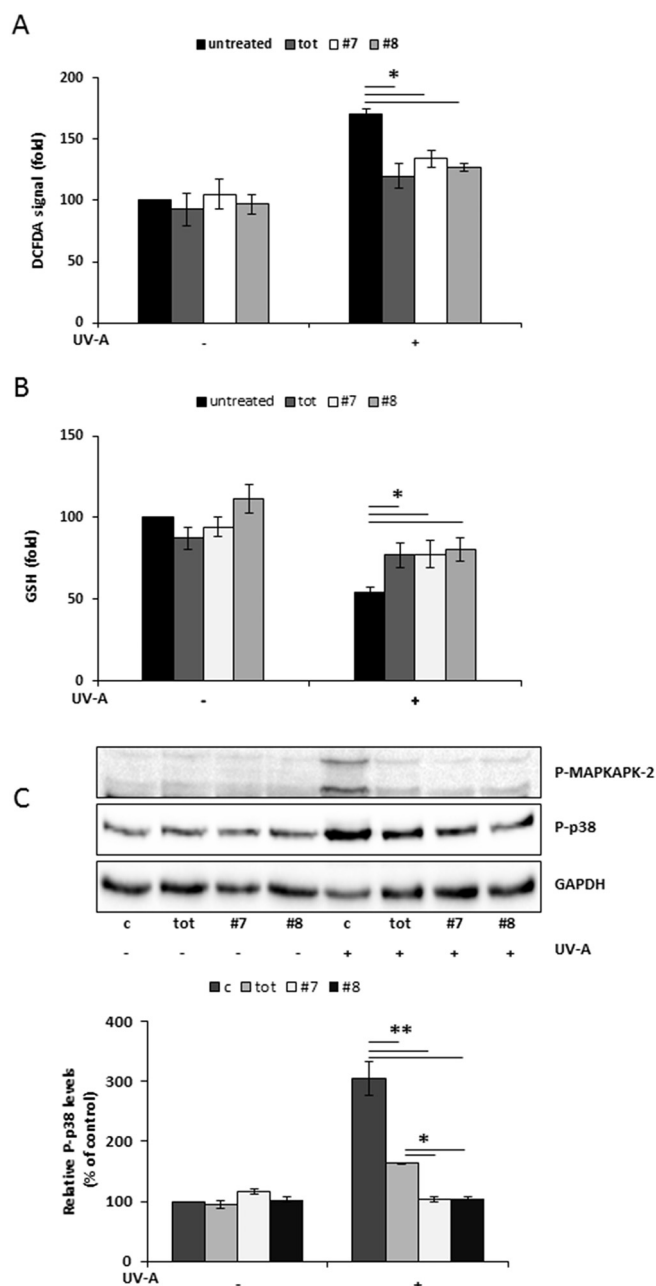 A
untreated tot #7 #8
DCFDA signal (fold)
200
150
100
50
0
*
UV-A - +
B
untreated tot #7 #8
GSH (fold)
150
100
50
0
*
UV-A - +
C
P-MAPKAPK-2
P-p38
GAPDH
c tot #7 #8 c tot #7 #8
- - - - + + + + UV-A
c tot #7 #8
Relative P-p38 levels
(% of control)
400
300
200
100
0
**
*
UV-A - +